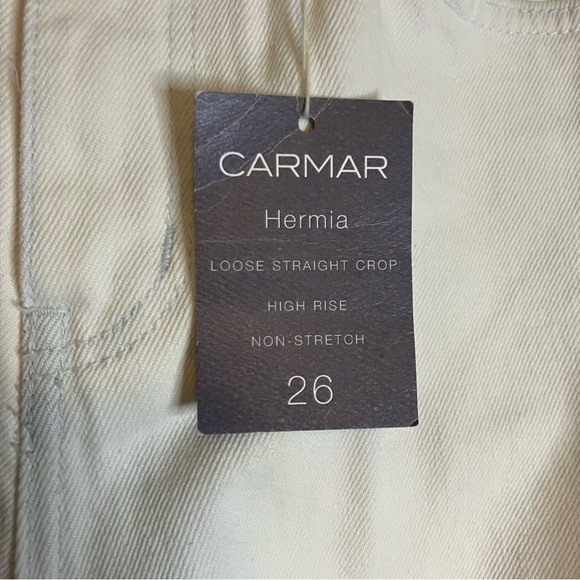 CARMAR
Hermia
LOOSE STRAIGHT CROP
HIGH RISE
NON-STRETCH
26